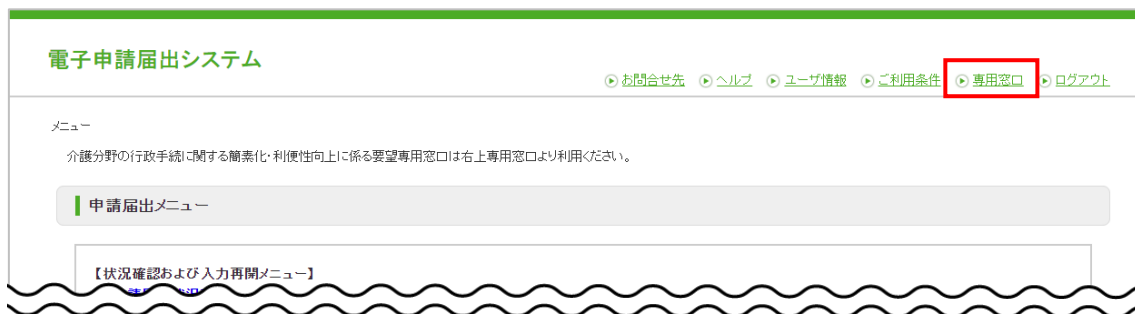 電子申請届出システム
お問合せ先 ヘルプ ユーザ情報 ご利用条件 専用窓口 ログアウト
メニュー
介護分野の行政手続に関する簡素化・利便性向上に係る要望専用窓口は右上専用窓口より利用ください。
申請届出メニュー
【状況確認および入力再開メニュー】